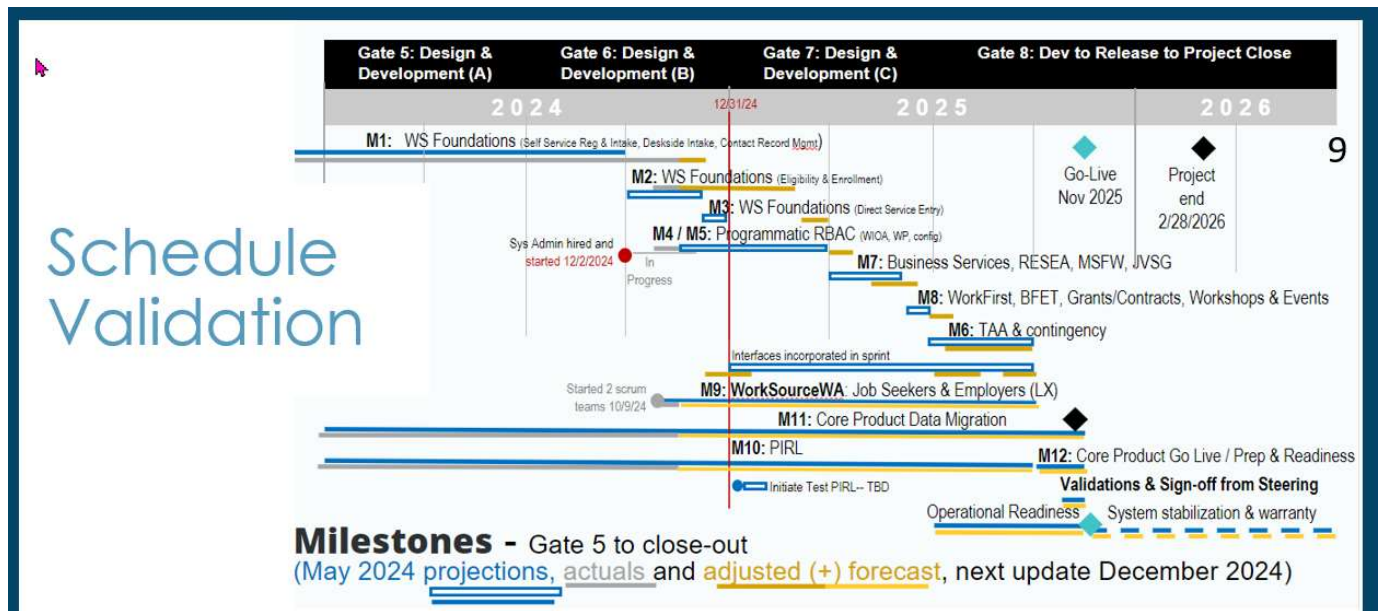 Gate 5: Design &
Development (A)
Gate 6: Design &
Development (B)
Gate 7: Design &
Development (C)
Gate 8: Dev to Release to Project Close
2024
12/31/24
2025
2026
M1: WS Foundations (Self Service Reg & Intake, Deskside Intake, Contact Record Mgmt)
9
M2: WS Foundations (Eligibility & Enrollment)
Go-Live
Nov 2025
Project
end
2/28/2026
M3: WS Foundations (Direct Service Entry)
M4 / M5: Programmatic RBAC (WIOA, WP, config)
Schedule
Validation
Sys Admin hired and
started 12/2/2024
In
Progress
M7: Business Services, RESEA, MSFW, JVSG
M8: WorkFirst, BFET, Grants/Contracts, Workshops & Events
M6: TAA & contingency
Interfaces incorporated in sprint
Started 2 scrum
teams 10/9/24
M9: WorkSourceWA: Job Seekers & Employers (LX)
M11: Core Product Data Migration
M10: PIRL
M12: Core Product Go Live / Prep & Readiness
Initiate Test PIRL-- TBD
Validations & Sign-off from Steering
Operational Readiness
System stabilization & warranty
Milestones - Gate 5 to close-out
(May 2024 projections, actuals and adjusted (+) forecast, next update December 2024)